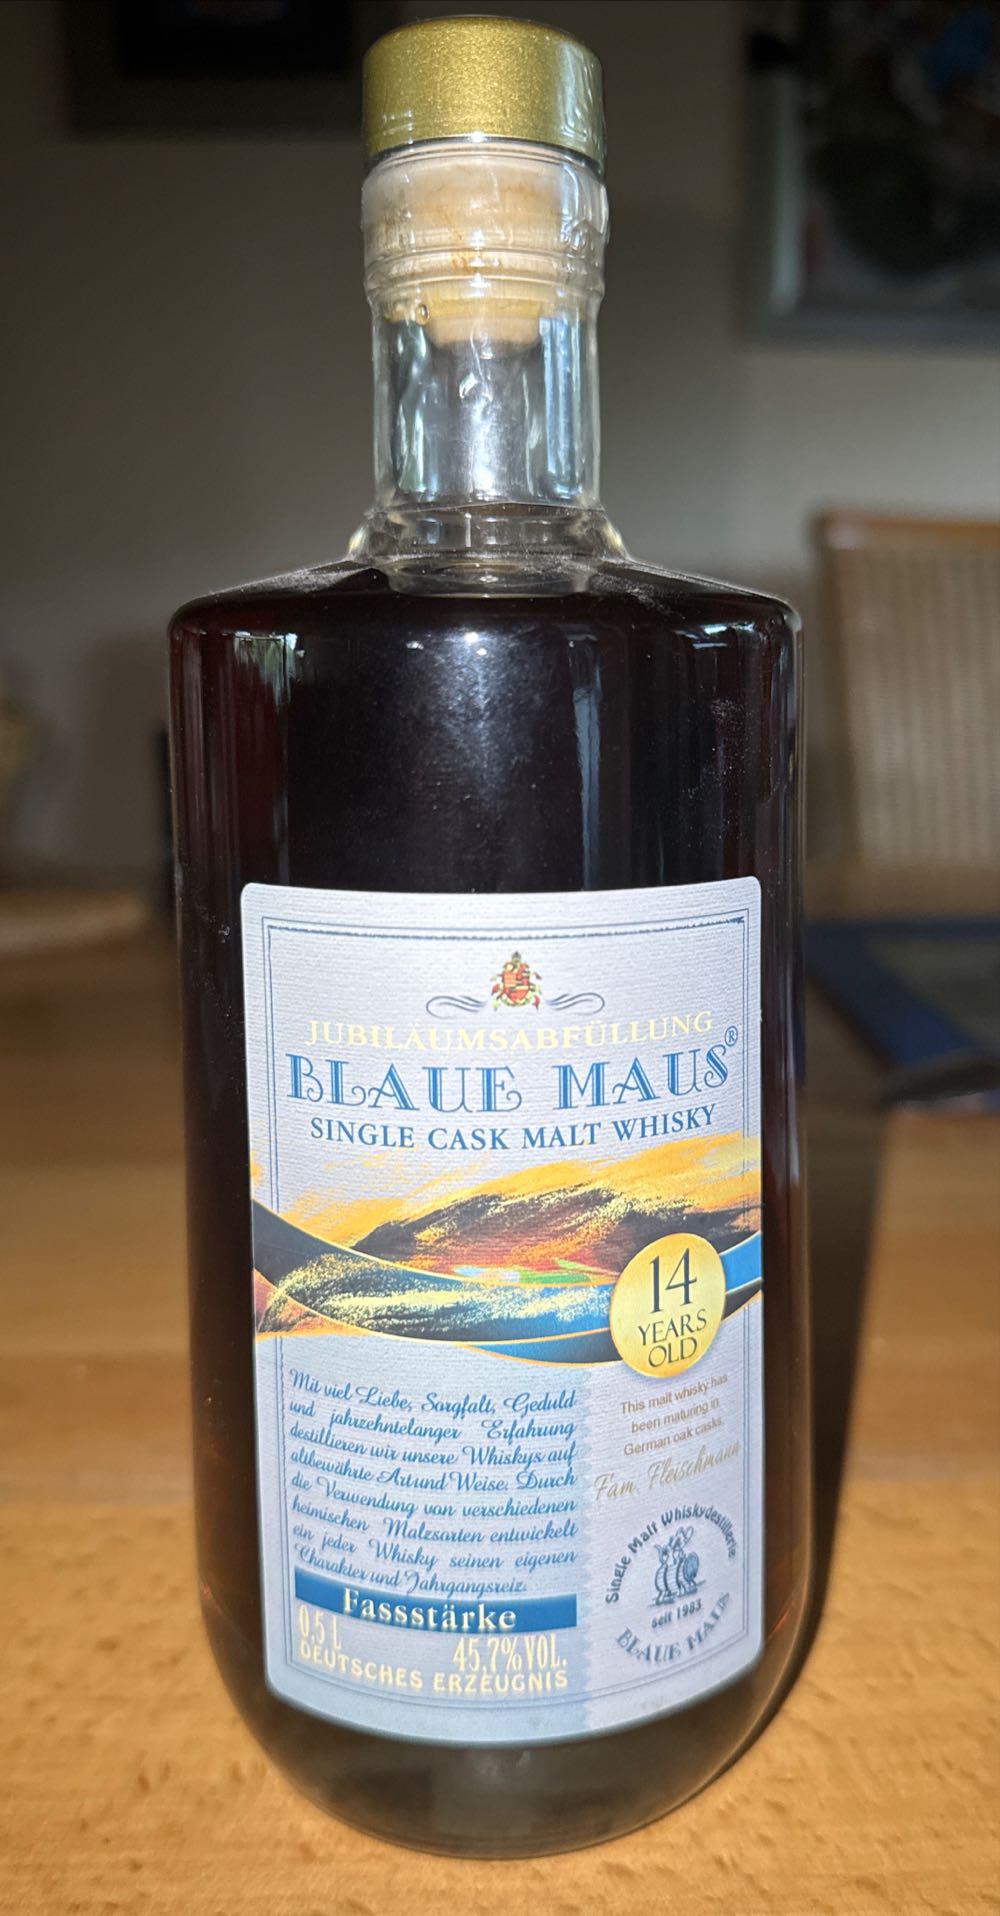 JUBILÄUMSABFÜLLUNG
BLAUE MAUS®
SINGLE CASK MALT WHISKY
14
YEARS
OLD
Mit viel Liebe, Sorgfalt, Geduld
und jahrzehntelanger Erfahrung
destillieren wir unsere Whiskys auf
altbewährte Art und Weise. Durch
die Verwendung von verschiedenen
heimischen Malzsorten entwickelt
ein jeder Whisky seinen eigenen
Charakter und Jahrgangsreiz.
Fassstärke
0,5 L 45,7% VOL.
DEUTSCHES ERZEUGNIS
This malt whisky has
been maturing in
German oak casks.
Fam. Fleischmann
Single Malt Whiskydestillerie
seit 1983
BLAUE MAUS